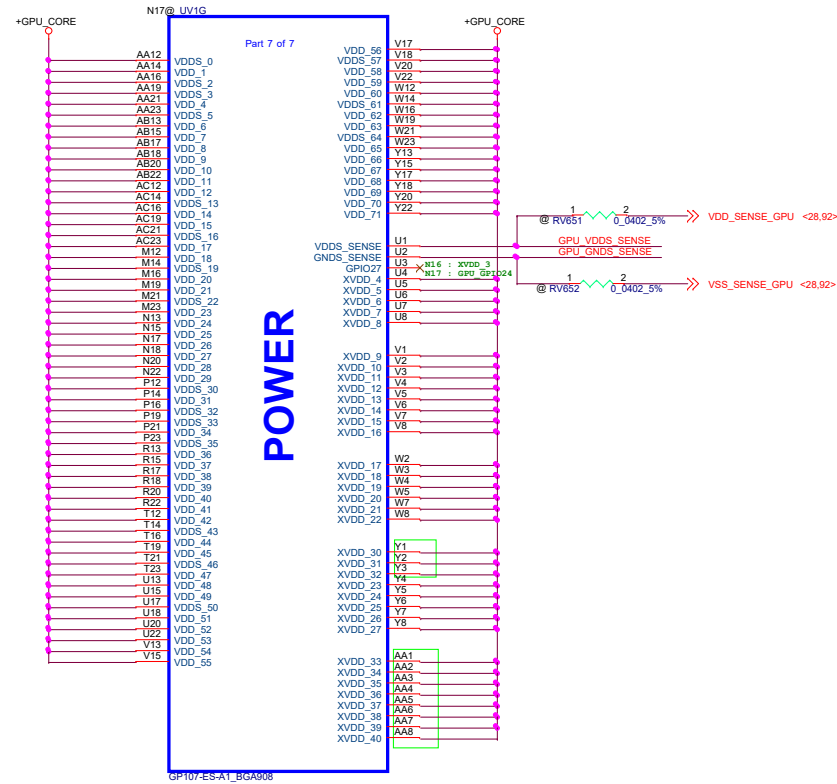 N17@ UV1G
+GPU_CORE
+GPU_CORE
Part 7 of 7
AA12 VDDS_0
AA14 VDD_1
AA16 VDDS_2
AA19 VDDS_3
AA21 VDD_4
AA23 VDDS_5
AB13 VDD_6
AB15 VDD_7
AB17 VDD_8
AB18 VDD_9
AB20 VDD_10
AB22 VDD_11
AC12 VDD_12
AC14 VDDS_13
AC16 VDD_14
AC19 VDD_15
AC21 VDDS_16
AC23 VDD_17
M12 VDD_18
M14 VDDS_19
M16 VDD_20
M19 VDD_21
M21 VDDS_22
M23 VDD_23
N13 VDD_24
N15 VDD_25
N17 VDD_26
N18 VDD_27
N20 VDD_28
N22 VDD_29
P12 VDDS_30
P14 VDD_31
P16 VDDS_32
P19 VDDS_33
P21 VDD_34
P23 VDDS_35
R13 VDD_36
R15 VDD_37
R17 VDD_38
R18 VDD_39
R20 VDD_40
R22 VDD_41
T12 VDD_42
T14 VDDS_43
T16 VDD_44
T19 VDD_45
T21 VDDS_46
T23 VDD_47
U13 VDD_48
U15 VDD_49
U17 VDDS_50
U18 VDD_51
U20 VDD_52
U22 VDD_53
V13 VDD_54
V15 VDD_55
POWER
VDD_56 V17
VDDS_57 V18
VDD_58 V20
VDD_59 V22
VDD_60 W12
VDDS_61 W14
VDD_62 W16
VDD_63 W19
VDDS_64 W21
VDD_65 W23
VDD_66 Y13
VDD_67 Y15
VDD_68 Y17
VDD_69 Y18
VDD_70 Y20
VDD_71 Y22
VDDS_SENSE U1
GNDS_SENSE U2
GPIO27 U3
XVDD_4 U4
XVDD_5 U5
XVDD_6 U6
XVDD_7 U7
XVDD_8 U8
XVDD_9 V1
XVDD_10 V2
XVDD_11 V3
XVDD_12 V4
XVDD_13 V5
XVDD_14 V6
XVDD_15 V7
XVDD_16 V8
XVDD_17 W2
XVDD_18 W3
XVDD_19 W4
XVDD_20 W5
XVDD_21 W7
XVDD_22 W8
XVDD_30 Y1
XVDD_31 Y2
XVDD_32 Y3
XVDD_23 Y4
XVDD_24 Y5
XVDD_25 Y6
XVDD_26 Y7
XVDD_27 Y8
XVDD_33 AA1
XVDD_34 AA2
XVDD_35 AA3
XVDD_36 AA4
XVDD_37 AA5
XVDD_38 AA6
XVDD_39 AA7
XVDD_40 AA8
1 2
@ RV651 0_0402_5%
VDD_SENSE_GPU <28,92>
GPU_VDDS_SENSE
GPU_GNDS_SENSE
N16 : XVDD_3
N17 : GPU_GPIO24
1 2
@ RV652 0_0402_5%
VSS_SENSE_GPU <28,92>
GP107-ES-A1_BGA908